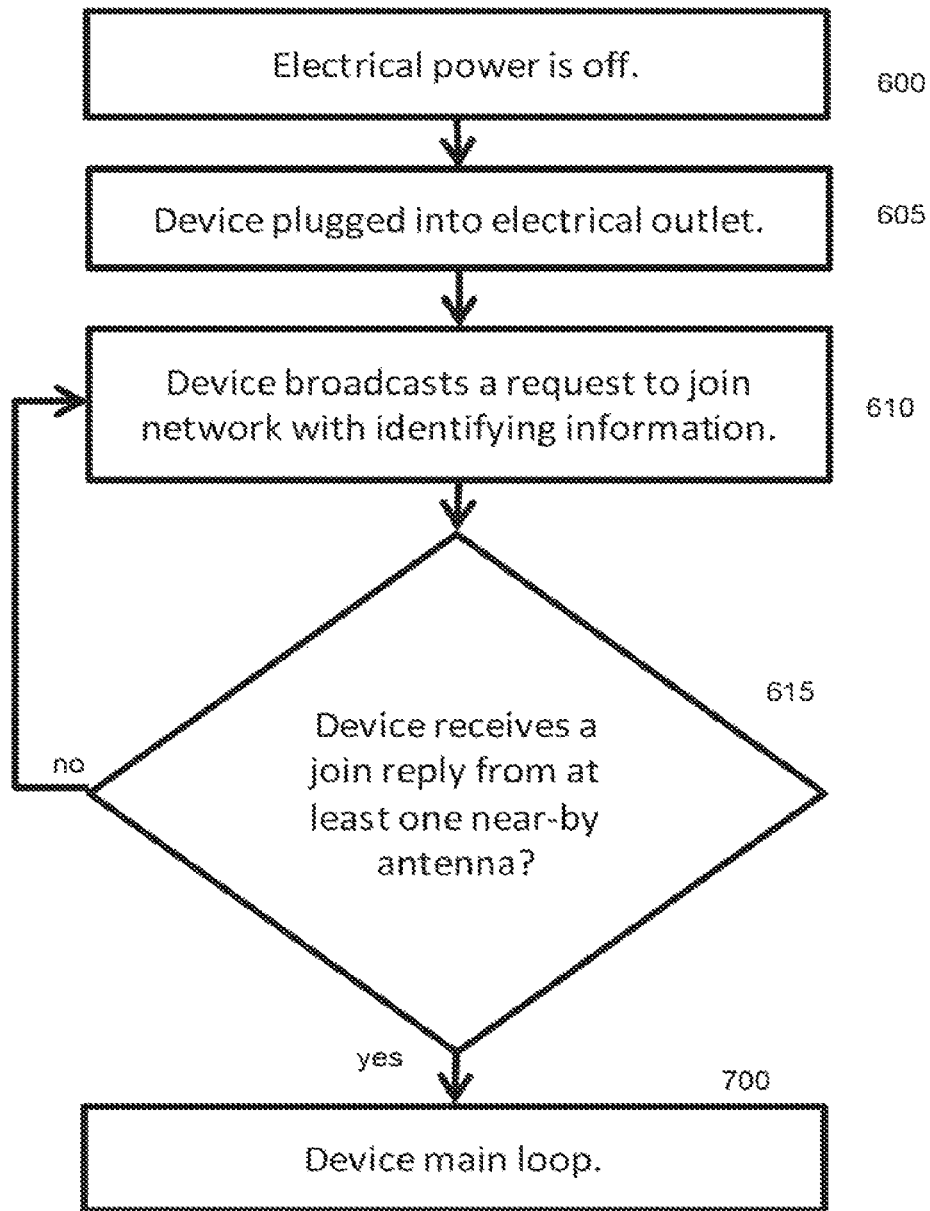 Electrical power is off.
600
Device plugged into electrical outlet.
605
Device broadcasts a request to join
network with identifying information.
610
615
Device receives a
join reply from at
least one near-by
antenna?
no
yes
700
Device main loop.